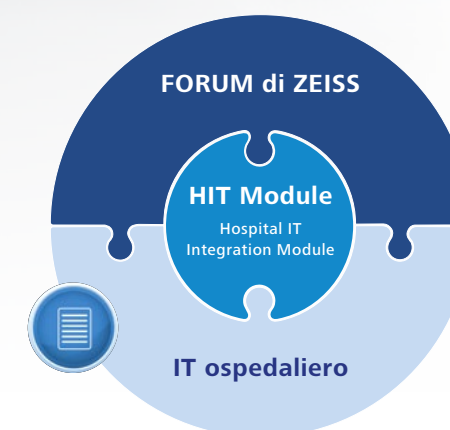 FORUM di ZEISS
HIT Module
Hospital IT
Integration Module
IT ospedaliero